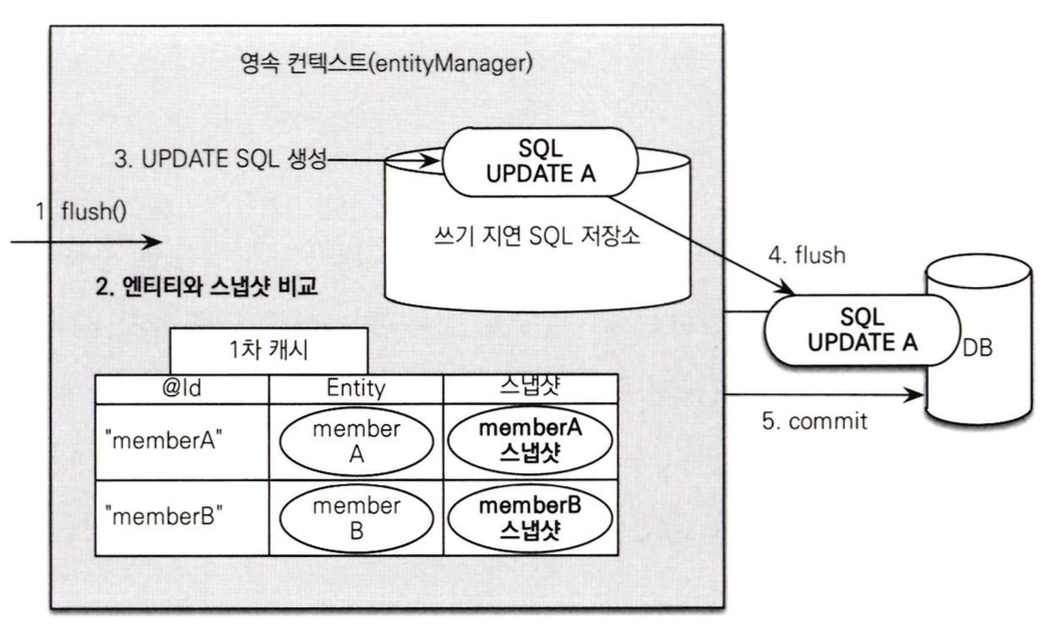 영속 컨텍스트(entityManager)
3. UPDATE SQL 생성
SQL
UPDATE A
1 flush()
쓰기 지연 SQL 저장소
2. 엔티티와 스냅샷 비교
4. flush
SQL
UPDATE A
DB
5. commit
1차 캐시
@Id
Entity
스냅샷
"memberA"
member
A
memberA
스냅샷
"memberB"
member
B
memberB
스냅샷